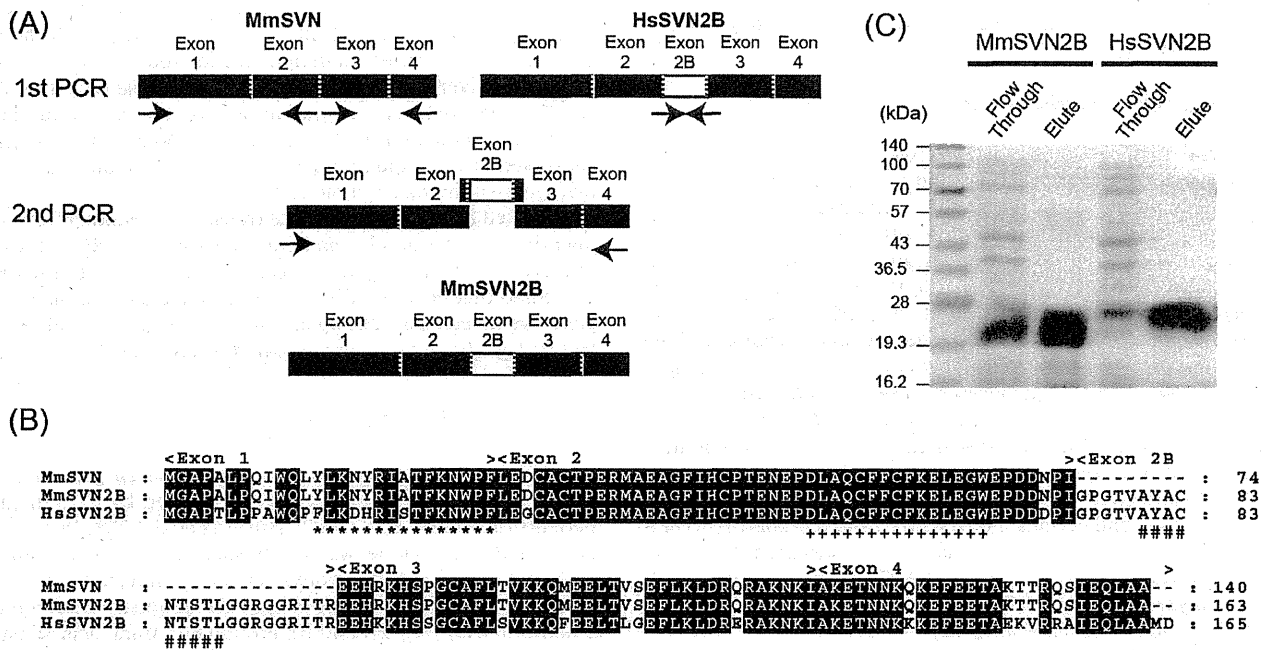 (A)
MmSVN
HsSVN2B
Exon 1 Exon 2 Exon 3 Exon 4
Exon 1 Exon 2 Exon 2B Exon 3 Exon 4
1st PCR
Exon 2B
Exon 1 Exon 2 Exon 3 Exon 4
2nd PCR
MmSVN2B
Exon 1 Exon 2 Exon 2B Exon 3 Exon 4
(C)
MmSVN2B HsSVN2B
(kDa) Flow Through Elute Flow Through Elute
140
100
70
57
43
36.5
28
19.3
16.2
(B)
<Exon 1 ><Exon 2 ><Exon 2B
MmSVN : MGAPALPQIWQLYLKNYRIATFKNWPFLEDCACTPERMAEAGFIHCPTENEPDLAQCFFCFKELEGWEPDDNPI--------- : 74
MmSVN2B : MGAPALPQIWQLYLKNYRIATFKNWPFLEDCACTPERMAEAGFIHCPTENEPDLAQCFFCFKELEGWEPDDNPIGPGTVAYAC : 83
HsSVN2B : MGAPTLPPAWQPFLKDHRISTFKNWPFLEGCACTPERMAEAGFIHCPTENEPDLAQCFFCFKELEGWEPDDDPIGPGTVAYAC : 83
*************** +++++++++++++++ ####
><Exon 3 ><Exon 4 >
MmSVN : --------------EEHRKHSPGCAFLTVKKQMEELTVSEFLKLDRQRAKNKIAKETNNKQKEFEETAKTTRQSIEQLAA-- : 140
MmSVN2B : NTSTLGGRGGRITREEHRKHSPGCAFLTVKKQMEELTVSEFLKLDRQRAKNKIAKETNNKQKEFEETAKTTRQSIEQLAA-- : 163
HsSVN2B : NTSTLGGRGGRITREEHKKHSSGCAFLSVKKQFEELTLGEFLKLDRERAKNKIAKETNNKKKEFEETAEKVRRAIEQLAAMD : 165
#####